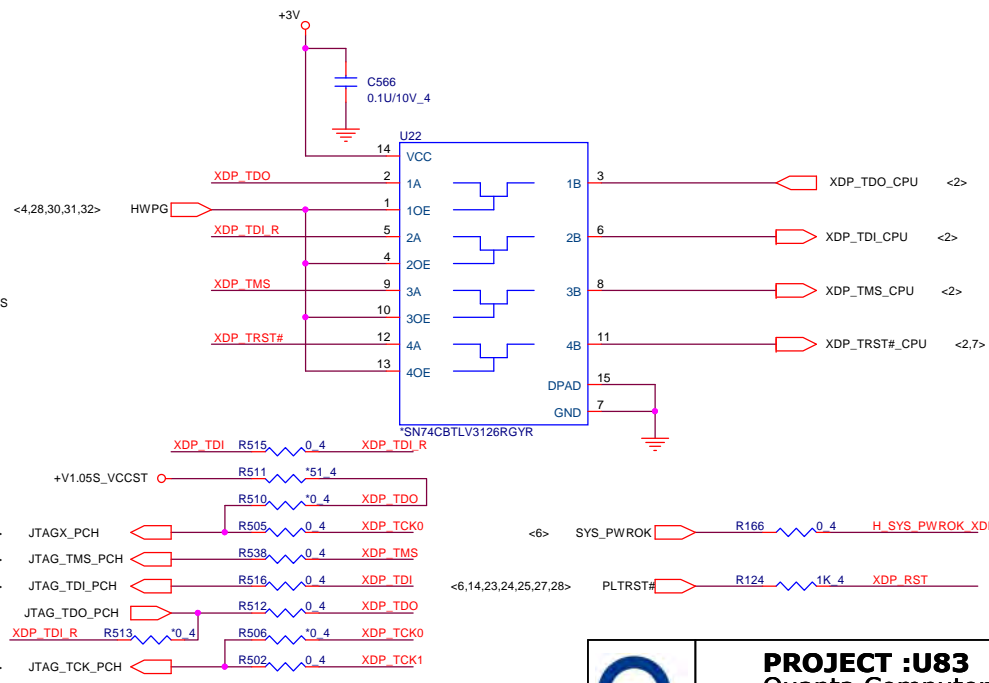 +3V
C566
0.1U/10V_4
U22
14 VCC
XDP_TDO 2 1A 1B 3 XDP_TDO_CPU <2>
<4,28,30,31,32> HWPG 1 1OE
XDP_TDI_R 5 2A 2B 6 XDP_TDI_CPU <2>
4 2OE
XDP_TMS 9 3A 3B 8 XDP_TMS_CPU <2>
S
10 3OE
XDP_TRST# 12 4A 4B 11 XDP_TRST#_CPU <2,7>
13 4OE
DPAD 15
GND 7
*SN74CBTLV3126RGYR
XDP_TDI R515 0_4 XDP_TDI_R
+V1.05S_VCCST R511 *51_4
R510 *0_4 XDP_TDO
JTAGX_PCH R505 0_4 XDP_TCK0
<6> SYS_PWROK R166 0_4 H_SYS_PWROK_XD
JTAG_TMS_PCH R538 0_4 XDP_TMS
JTAG_TDI_PCH R516 0_4 XDP_TDI
<6,14,23,24,25,27,28> PLTRST# R124 1K_4 XDP_RST
JTAG_TDO_PCH R512 0_4 XDP_TDO
XDP_TDI_R R513 *0_4
R506 *0_4 XDP_TCK0
JTAG_TCK_PCH R502 0_4 XDP_TCK1
PROJECT :U83
Quanta Computer